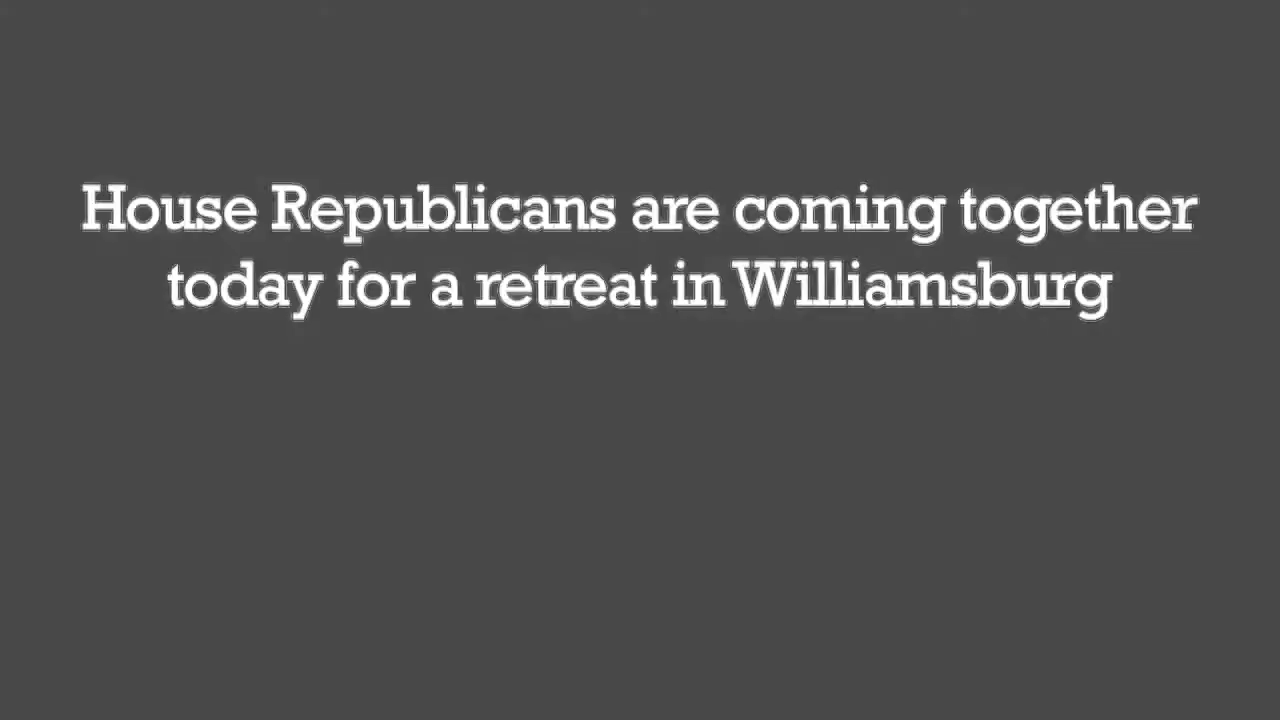 House Republicans are coming together
today for a retreat in Williamsburg